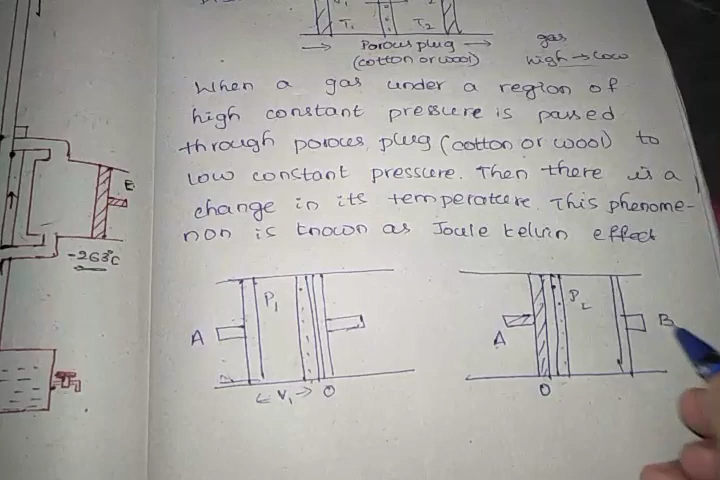 T₁ T₂
Porous plug
(cotton or wool)
gas
high → low
When a gas under a region of
high constant pressure is passed
through porous plug (cotton or wool) to
low constant pressure. Then there is a
change in its temperature. This phenome-
non is known as Joule kelvin effect
E
-263°C
A P₁
V₁ 0
A P₂ B
0